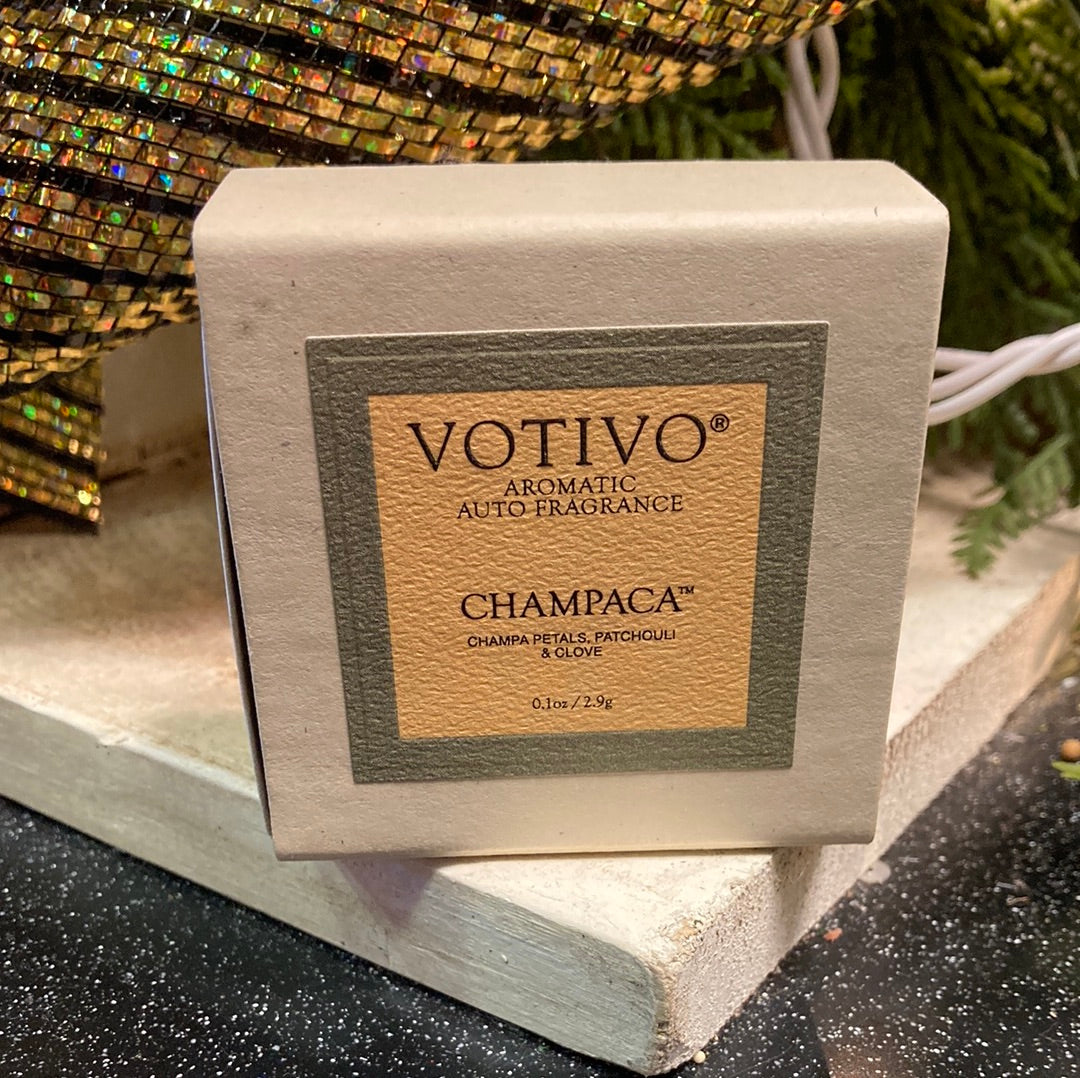 VOTIVO®
AROMATIC
AUTO FRAGRANCE
CHAMPACA™
CHAMPA PETALS, PATCHOULI
& CLOVE
0.1oz / 2.9g